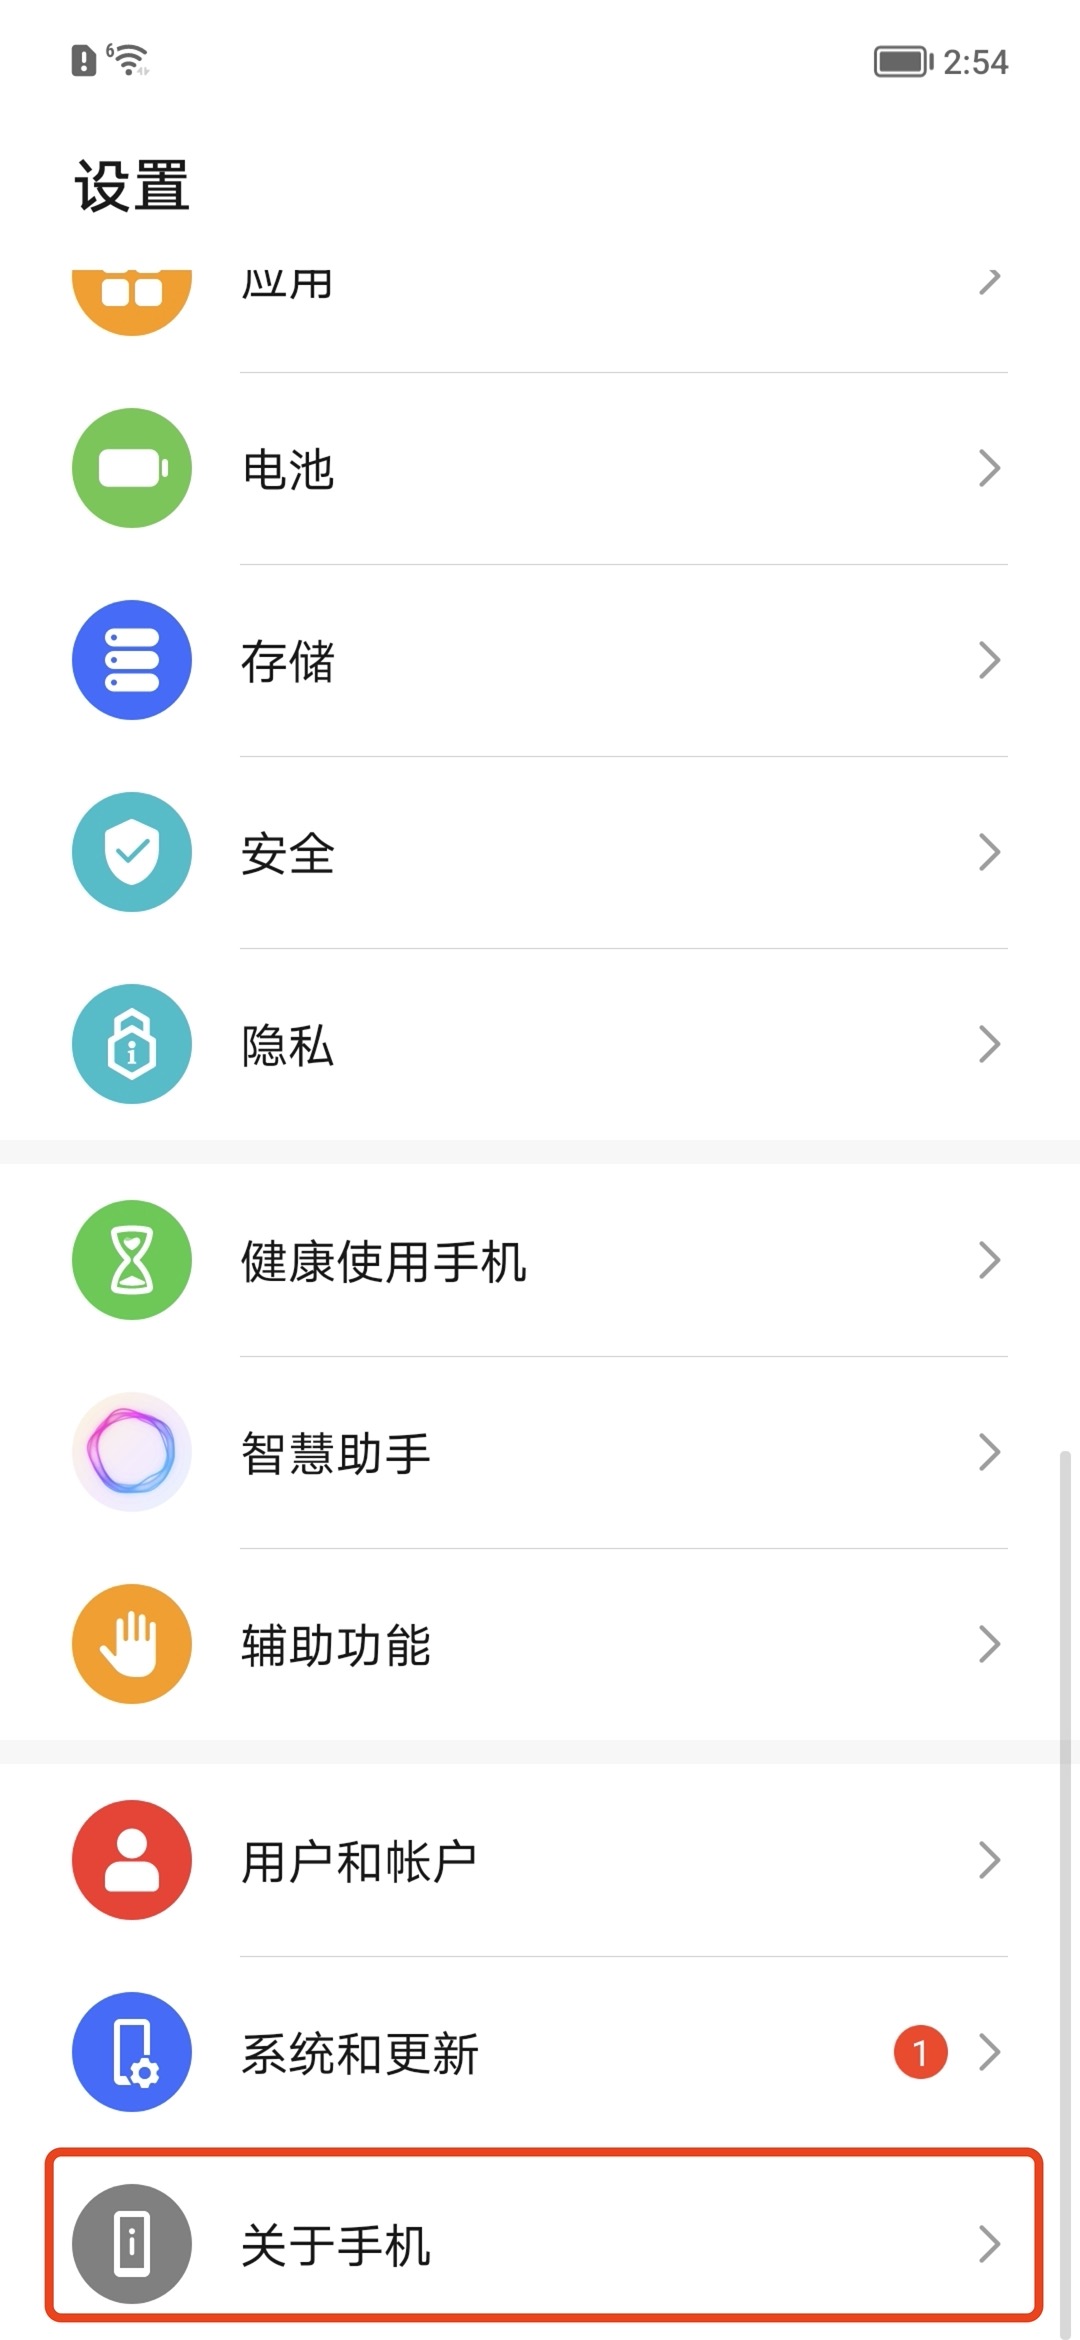 6
2:54
设置
应用
电池
存储
安全
隐私
健康使用手机
智慧助手
辅助功能
用户和帐户
系统和更新 1
关于手机